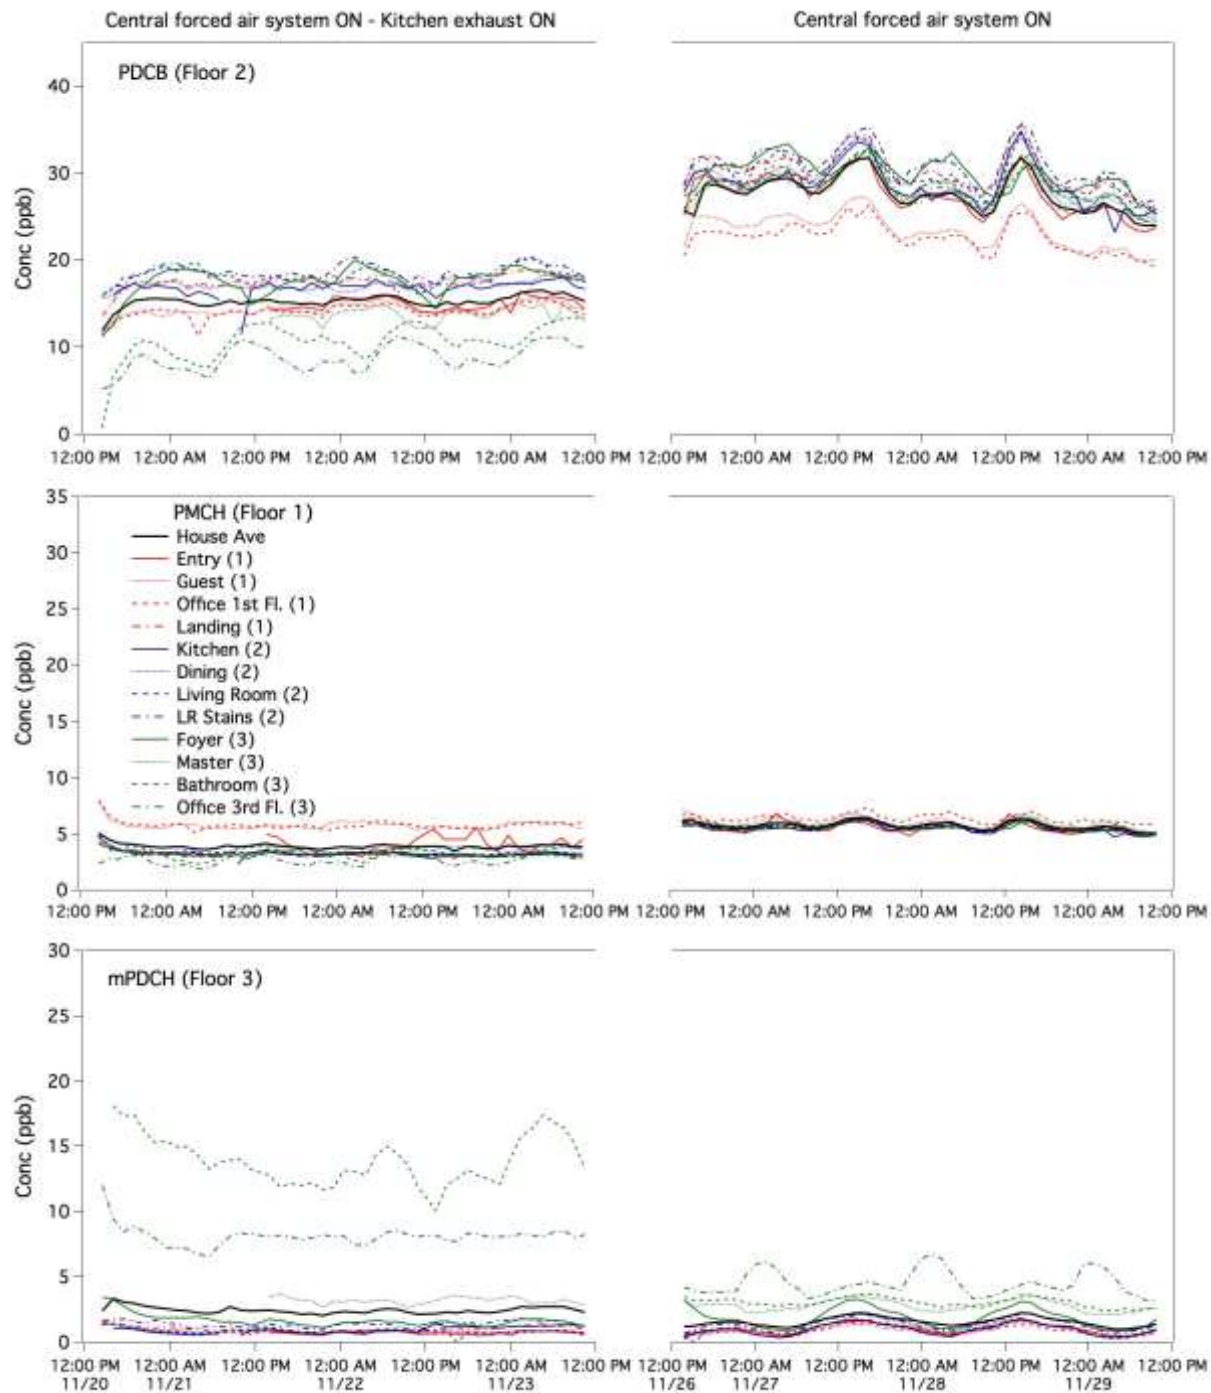 Central forced air system ON - Kitchen exhaust ON
Central forced air system ON
PDCB (Floor 2)
Conc (ppb)
40
30
20
10
0
12:00 PM 12:00 AM 12:00 PM 12:00 AM 12:00 PM 12:00 AM 12:00 PM
12:00 PM 12:00 AM 12:00 PM 12:00 AM 12:00 PM 12:00 AM 12:00 PM
PMCH (Floor 1)
House Ave
Entry (1)
Guest (1)
Office 1st Fl. (1)
Landing (1)
Kitchen (2)
Dining (2)
Living Room (2)
LR Stains (2)
Foyer (3)
Master (3)
Bathroom (3)
Office 3rd Fl. (3)
Conc (ppb)
35
30
25
20
15
10
5
0
12:00 PM 12:00 AM 12:00 PM 12:00 AM 12:00 PM 12:00 AM 12:00 PM
12:00 PM 12:00 AM 12:00 PM 12:00 AM 12:00 PM 12:00 AM 12:00 PM
mPDCH (Floor 3)
Conc (ppb)
30
25
20
15
10
5
0
12:00 PM 12:00 AM 12:00 PM 12:00 AM 12:00 PM 12:00 AM 12:00 PM
11/20 11/21 11/22 11/23
12:00 PM 12:00 AM 12:00 PM 12:00 AM 12:00 PM 12:00 AM 12:00 PM
11/26 11/27 11/28 11/29